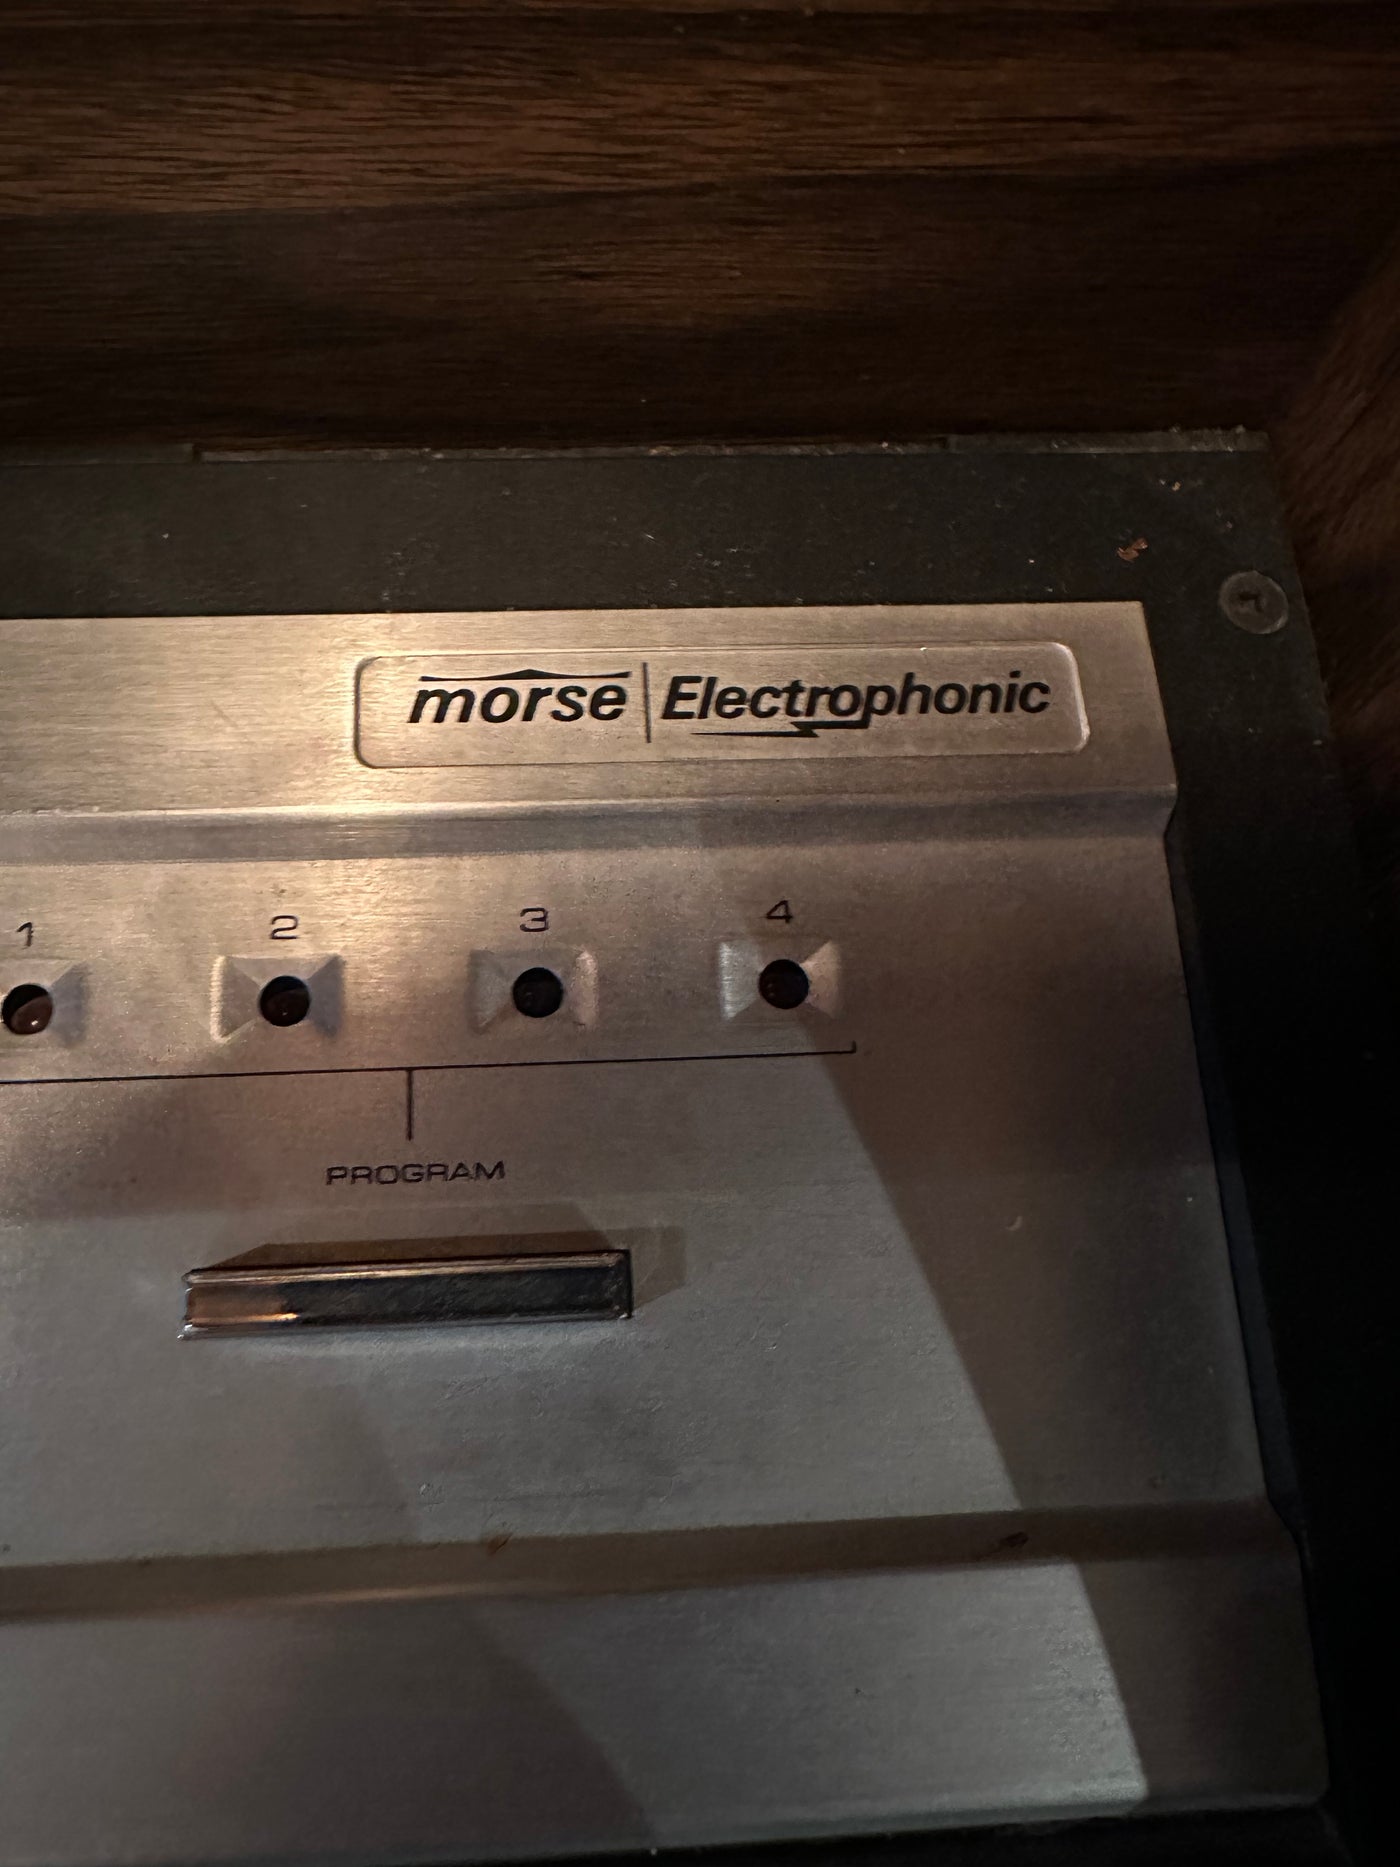 morse | Electrophonic
1 2 3 4
PROGRAM